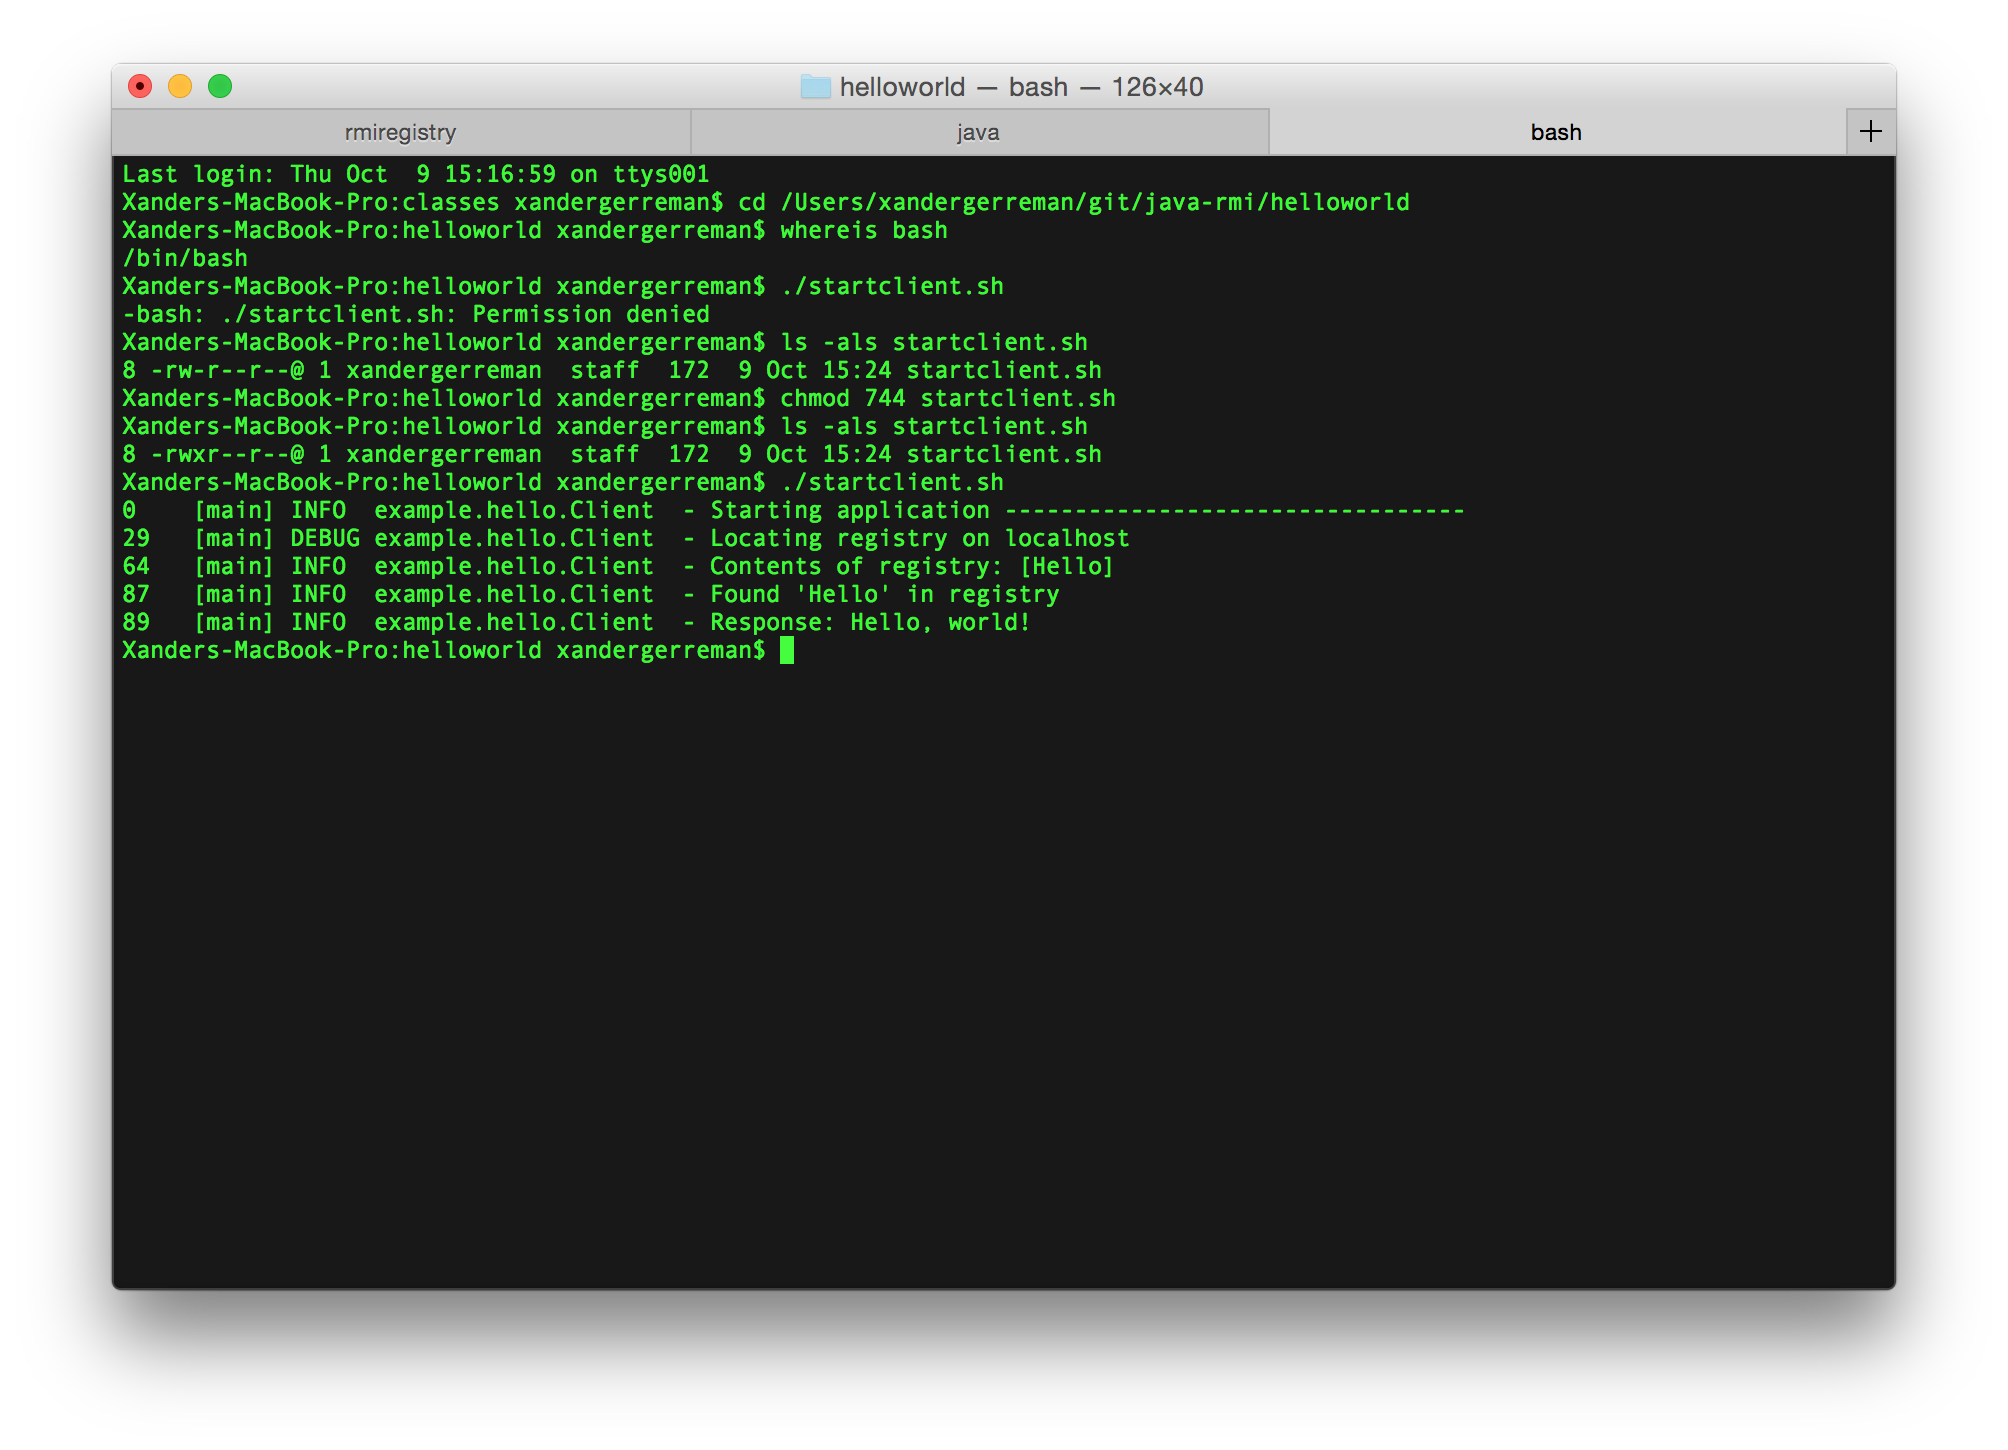 helloworld — bash — 126×40
rmiregistry java bash +
Last login: Thu Oct  9 15:16:59 on ttys001
Xanders-MacBook-Pro:classes xandergerreman$ cd /Users/xandergerreman/git/java-rmi/helloworld
Xanders-MacBook-Pro:helloworld xandergerreman$ whereis bash
/bin/bash
Xanders-MacBook-Pro:helloworld xandergerreman$ ./startclient.sh
-bash: ./startclient.sh: Permission denied
Xanders-MacBook-Pro:helloworld xandergerreman$ ls -als startclient.sh
8 -rw-r--r--@ 1 xandergerreman  staff  172  9 Oct 15:24 startclient.sh
Xanders-MacBook-Pro:helloworld xandergerreman$ chmod 744 startclient.sh
Xanders-MacBook-Pro:helloworld xandergerreman$ ls -als startclient.sh
8 -rwxr--r--@ 1 xandergerreman  staff  172  9 Oct 15:24 startclient.sh
Xanders-MacBook-Pro:helloworld xandergerreman$ ./startclient.sh
0    [main] INFO  example.hello.Client  - Starting application ---------------------------------
29   [main] DEBUG example.hello.Client  - Locating registry on localhost
64   [main] INFO  example.hello.Client  - Contents of registry: [Hello]
87   [main] INFO  example.hello.Client  - Found 'Hello' in registry
89   [main] INFO  example.hello.Client  - Response: Hello, world!
Xanders-MacBook-Pro:helloworld xandergerreman$